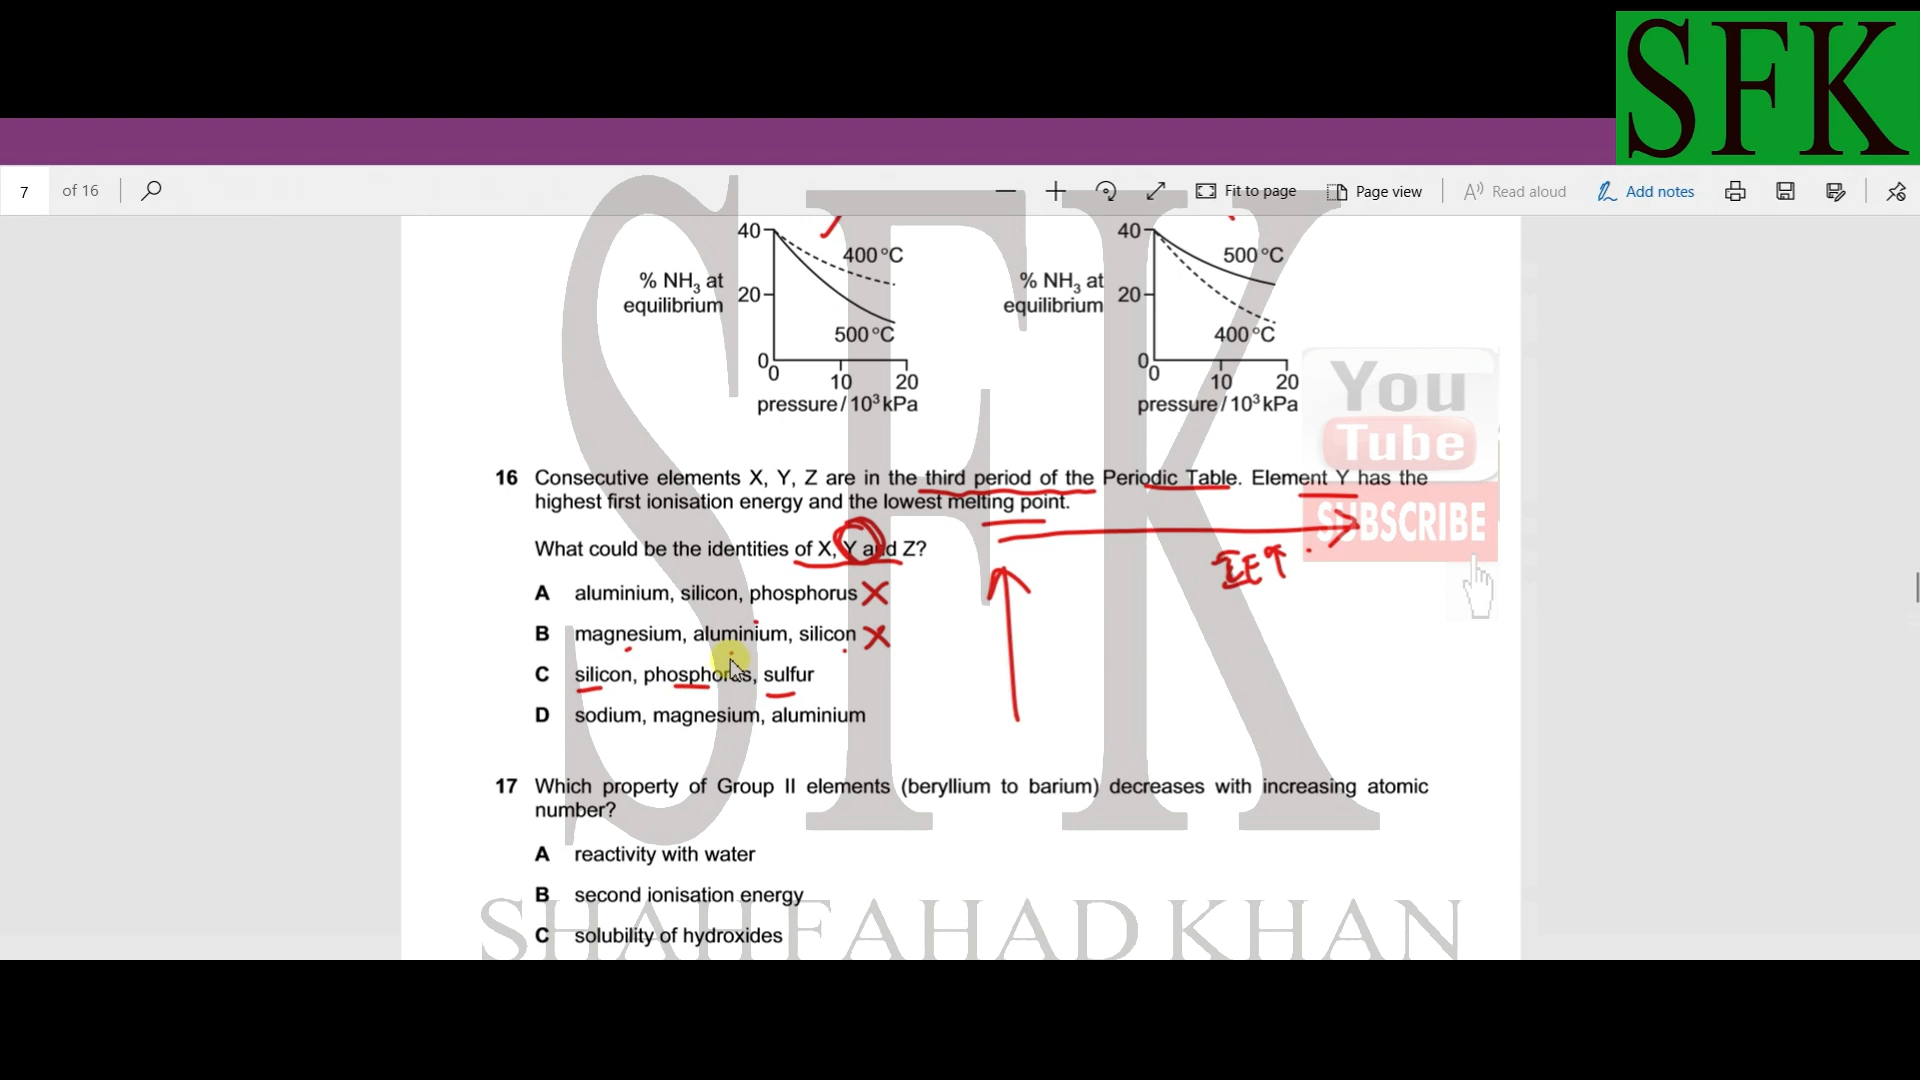 SFK
7 of 16 Fit to page Page view Read aloud Add notes
40 400°C
% NH3 at equilibrium 20 500°C
0
0 10 20
pressure / 10³ kPa
40 500°C
% NH3 at equilibrium 20 400°C
0
0 10 20
pressure / 10³ kPa
You
Tube
SUBSCRIBE
16 Consecutive elements X, Y, Z are in the third period of the Periodic Table. Element Y has the
highest first ionisation energy and the lowest melting point.
IE↑
What could be the identities of X, Y and Z?
A aluminium, silicon, phosphorus
B magnesium, aluminium, silicon
C silicon, phosphorus, sulfur
D sodium, magnesium, aluminium
17 Which property of Group II elements (beryllium to barium) decreases with increasing atomic
number?
A reactivity with water
B second ionisation energy
C solubility of hydroxides
SFK
SHAH FAHAD KHAN